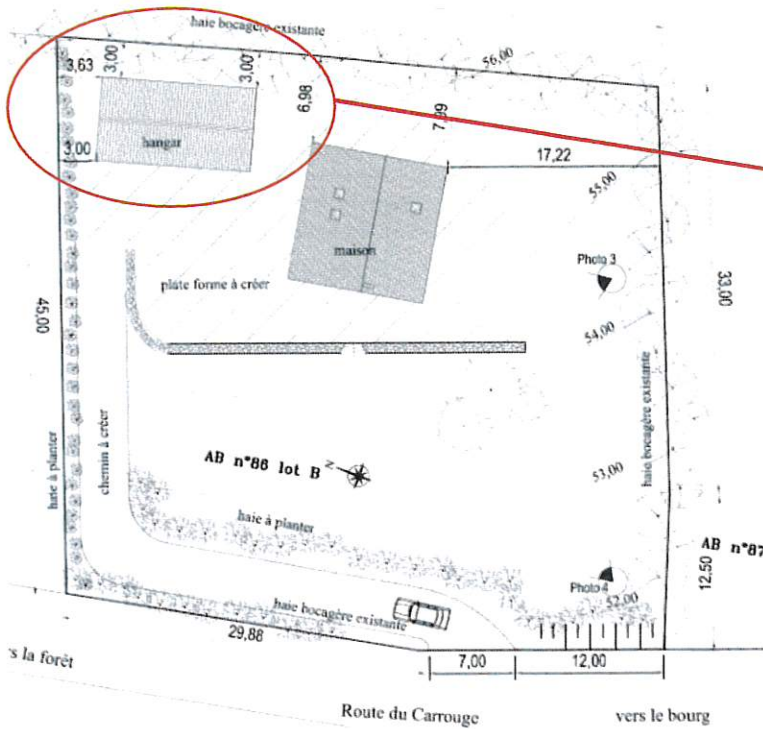 haie bocagère existante
56,00
3,63
3,00
3,00
6,98
7,99
hangar
3,00
17,22
55,00
maison
Photo 3
plate forme à créer
45,00
33,00
54,00
haie bocagère existante
haie à planter
chemin à créer
AB n°86 lot B
N
53,00
haie à planter
AB n°87
12,50
Photo 4
52,00
haie bocagère existante
29,88
7,00
12,00
rs la forêt
Route du Carrouge
vers le bourg